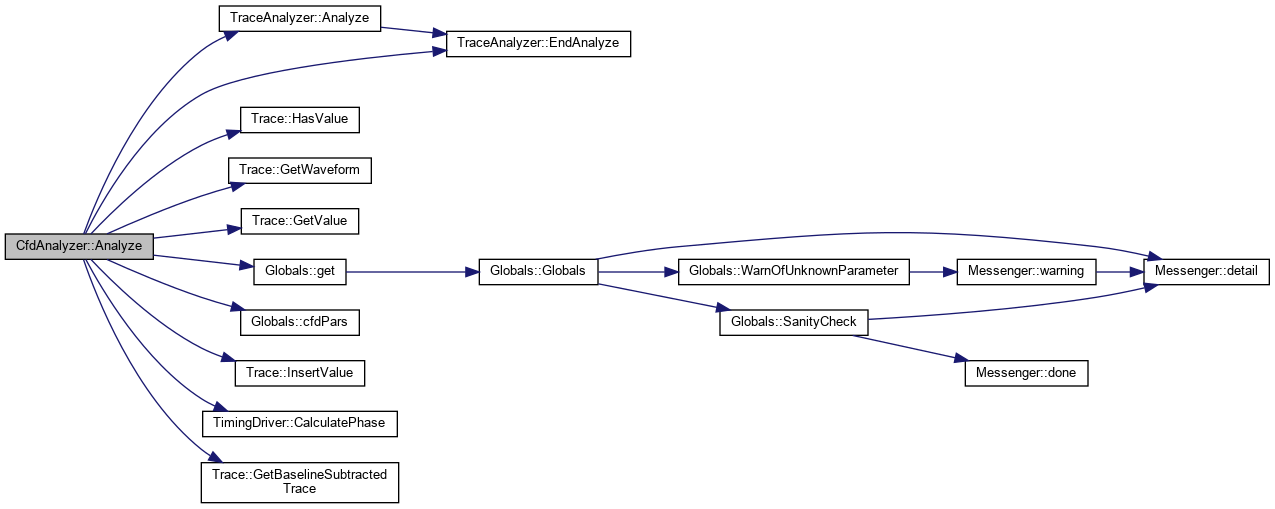 TraceAnalyzer::Analyze
TraceAnalyzer::EndAnalyze
Trace::HasValue
Trace::GetWaveform
Trace::GetValue
CfdAnalyzer::Analyze
Globals::get
Globals::Globals
Globals::WarnOfUnknownParameter
Messenger::warning
Messenger::detail
Globals::cfdPars
Globals::SanityCheck
Trace::InsertValue
Messenger::done
TimingDriver::CalculatePhase
Trace::GetBaselineSubtracted
Trace